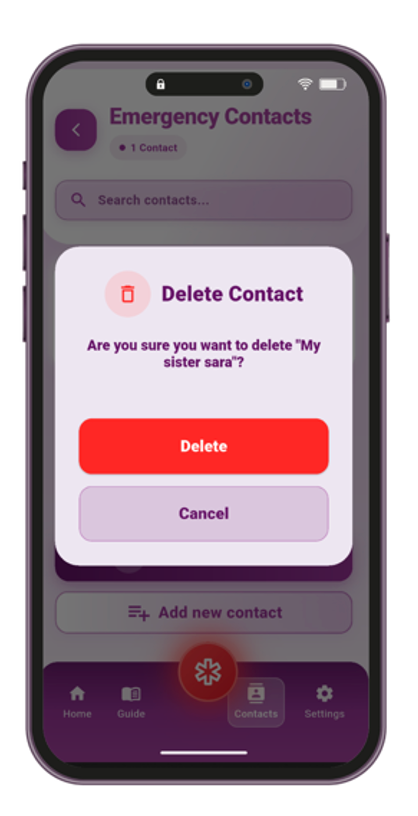 Emergency Contacts
1 Contact
Search contacts...
Delete Contact
Are you sure you want to delete "My
sister sara"?
Delete
Cancel
Add new contact
Home
Guide
Contacts
Settings